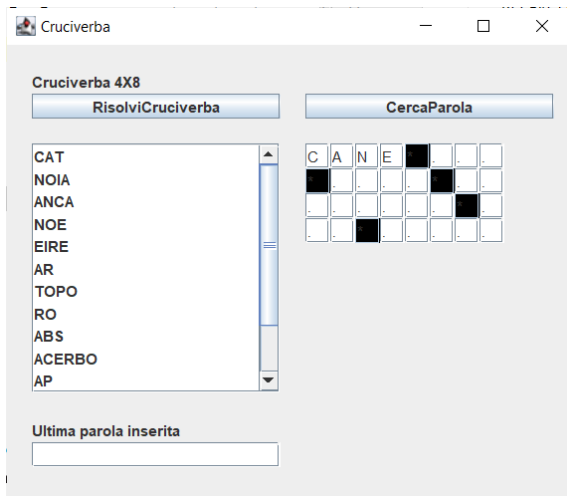 Cruciverba
Cruciverba 4X8
RisolviCruciverba
CercaParola
CAT
NOIA
ANCA
NOE
EIRE
AR
TOPO
RO
ABS
ACERBO
AP
C A N E * . . .
* . . . . * . .
. . . . . . * .
. . * . . . . .
Ultima parola inserita